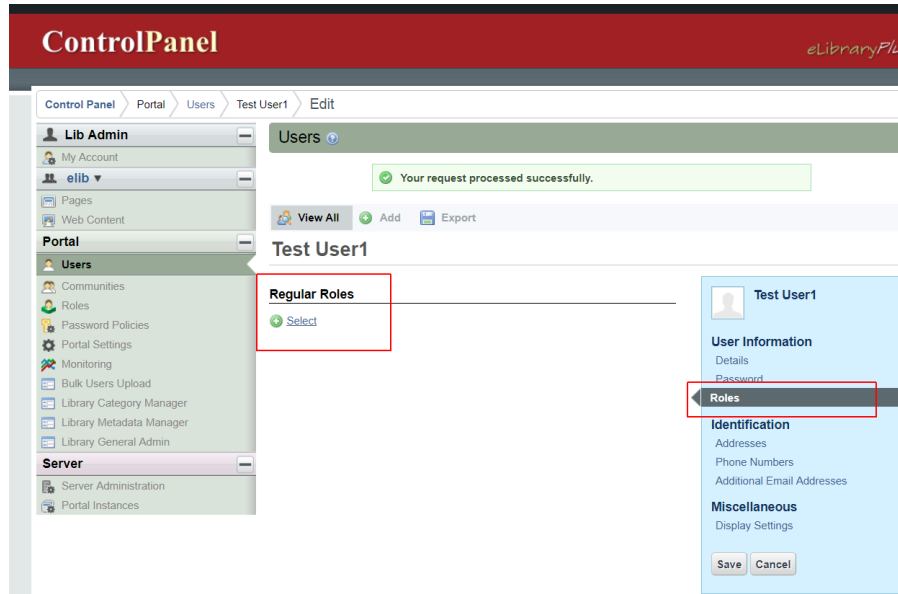 ControlPanel
Control Panel Portal Users Test User1 Edit
Lib Admin
My Account
elib ▾
Pages
Web Content
Portal
Users
Communities
Roles
Password Policies
Portal Settings
Monitoring
Bulk Users Upload
Library Category Manager
Library Metadata Manager
Library General Admin
Server
Server Administration
Portal Instances
Users
Your request processed successfully.
View All Add Export
Test User1
Regular Roles
Select
Test User1
User Information
Details
Password
Roles
Identification
Addresses
Phone Numbers
Additional Email Addresses
Miscellaneous
Display Settings
Save Cancel